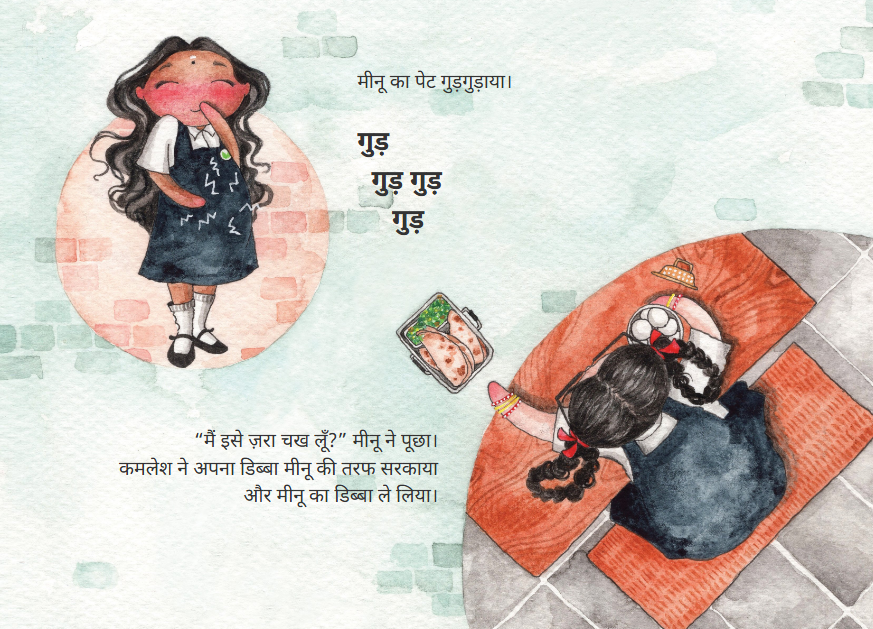 मीनू का पेट गुड़गुड़ाया।
गुड़
गुड़ गुड़
गुड़
“मैं इसे ज़रा चख लूँ?” मीनू ने पूछा।
कमलेश ने अपना डिब्बा मीनू की तरफ सरकाया
और मीनू का डिब्बा ले लिया।